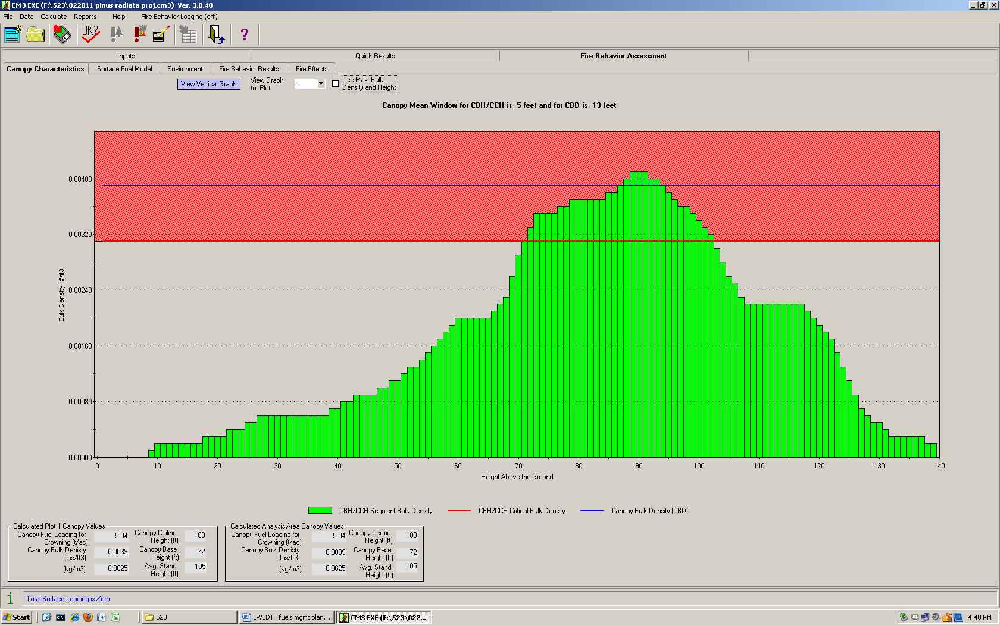 CM3 EXE (F:\523\022811 pinus radiata proj.cm3) Ver. 3.0.48
File Data Calculate Reports Help Fire Behavior Logging (off)
OK?
?
Inputs Quick Results Fire Behavior Assessment
Canopy Characteristics Surface Fuel Model Environment Fire Behavior Results Fire Effects
View Vertical Graph
View Graph
for Plot
1
Use Max. Bulk
Density and Height
Canopy Mean Window for CBH/CCH is 5 feet and for CBD is 13 feet
0.00400
0.00320
0.00240
0.00160
0.00080
0.00000
Bulk Density (#/ft3)
0 10 20 30 40 50 60 70 80 90 100 110 120 130 140
Height Above the Ground
CBH/CCH Segment Bulk Density CBH/CCH Critical Bulk Density Canopy Bulk Density (CBD)
Calculated Plot 1 Canopy Values
Canopy Fuel Loading for
Crowning (t/ac)
5.04
Canopy Ceiling
Height (ft)
103
Canopy Bulk Denisty
(lbs/ft3)
0.0039
Canopy Base
Height (ft)
72
(kg/m3)
0.0625
Avg. Stand
Height (ft)
105
Calculated Analysis Area Canopy Values
Canopy Fuel Loading for
Crowning (t/ac)
5.04
Canopy Ceiling
Height (ft)
103
Canopy Bulk Denisty
(lbs/ft3)
0.0039
Canopy Base
Height (ft)
72
(kg/m3)
0.0625
Avg. Stand
Height (ft)
105
i Total Surface Loading is Zero
Start 523 LWSDTF fuels mgmt plan... CM3 EXE (F:\523\022... 4:40 PM